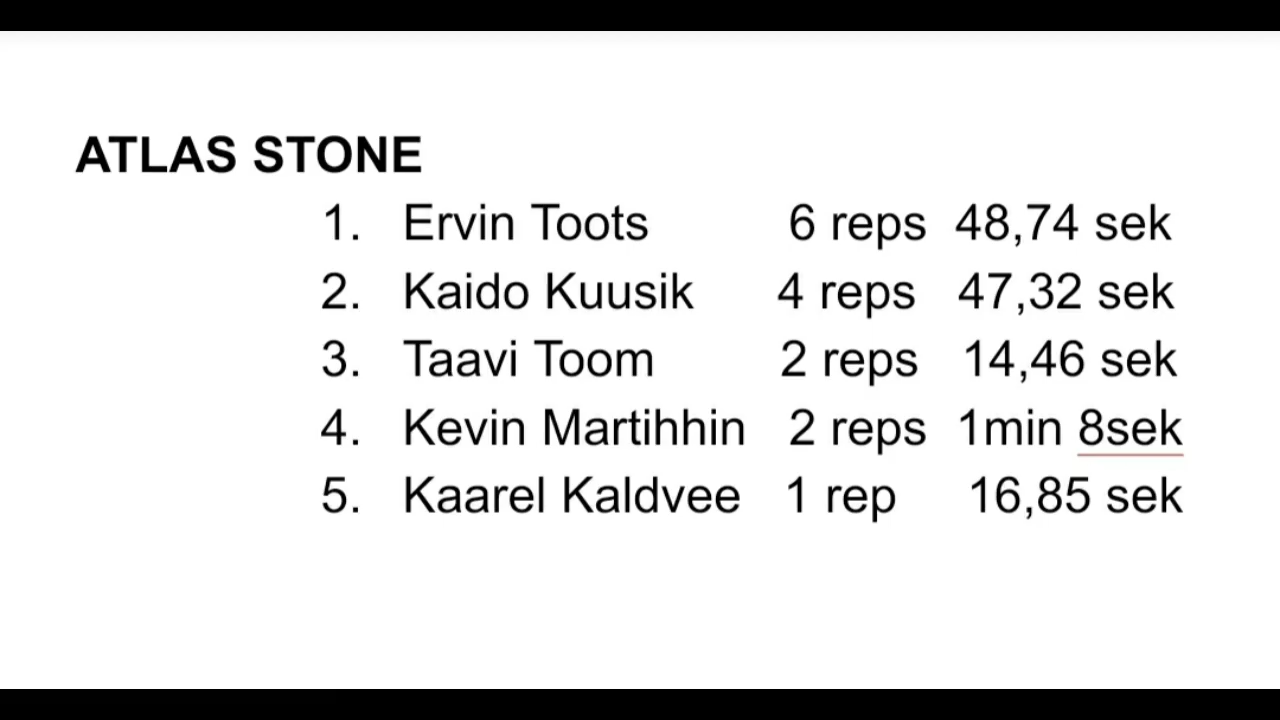 ATLAS STONE
1. Ervin Toots 6 reps 48,74 sek
2. Kaido Kuusik 4 reps 47,32 sek
3. Taavi Toom 2 reps 14,46 sek
4. Kevin Martihhin 2 reps 1min 8sek
5. Kaarel Kaldvee 1 rep 16,85 sek